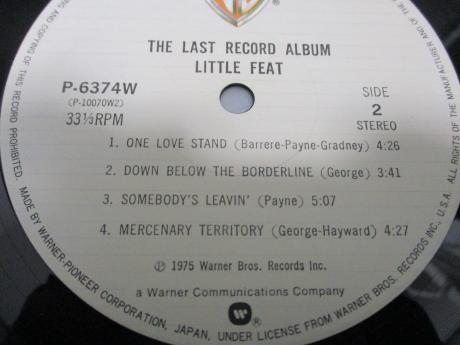 THE LAST RECORD ALBUM
LITTLE FEAT
P-6374W
(P-10070W2)
33⅓RPM
SIDE
2
STEREO
1. ONE LOVE STAND (Barrere-Payne-Gradney) 4:26
2. DOWN BELOW THE BORDERLINE (George) 3:41
3. SOMEBODY'S LEAVIN' (Payne) 5:07
4. MERCENARY TERRITORY (George-Hayward) 4:27
Ⓟ 1975 Warner Bros. Records Inc.
a Warner Communications Company
W ®
AND COPYING OF THIS RECORD PROHIBITED. MADE BY WARNER-PIONEER CORPORATION, JAPAN, UNDER LICENSE FROM WARNER BROS. RECORDS INC., U.S.A. ALL RIGHTS OF THE MANUFACTURER AND OF THE